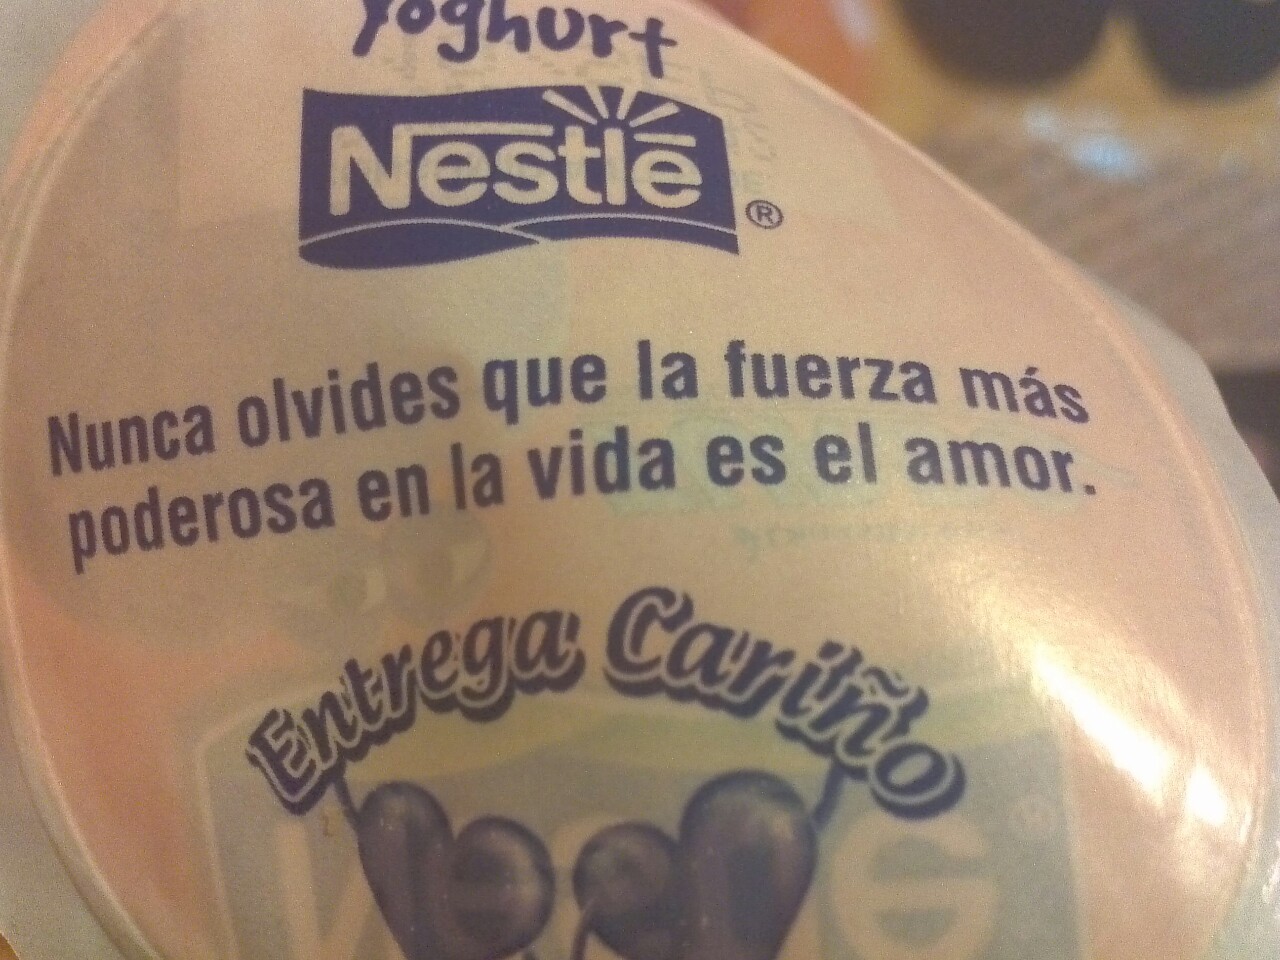 Yoghurt
Nestlé
®
Nunca olvides que la fuerza más
poderosa en la vida es el amor.
Entrega Cariño